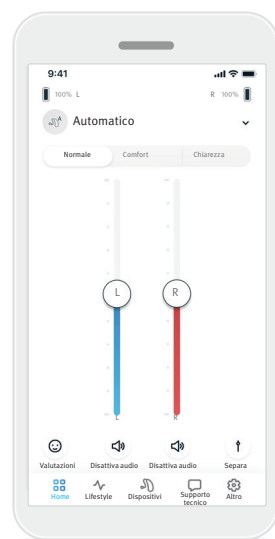 9:41
100% L R 100%
A
Automatico
Normale Comfort Chiarezza
L R
L R
Valutazioni Disattiva audio Disattiva audio Separa
Home Lifestyle Dispositivi Supporto tecnico Altro